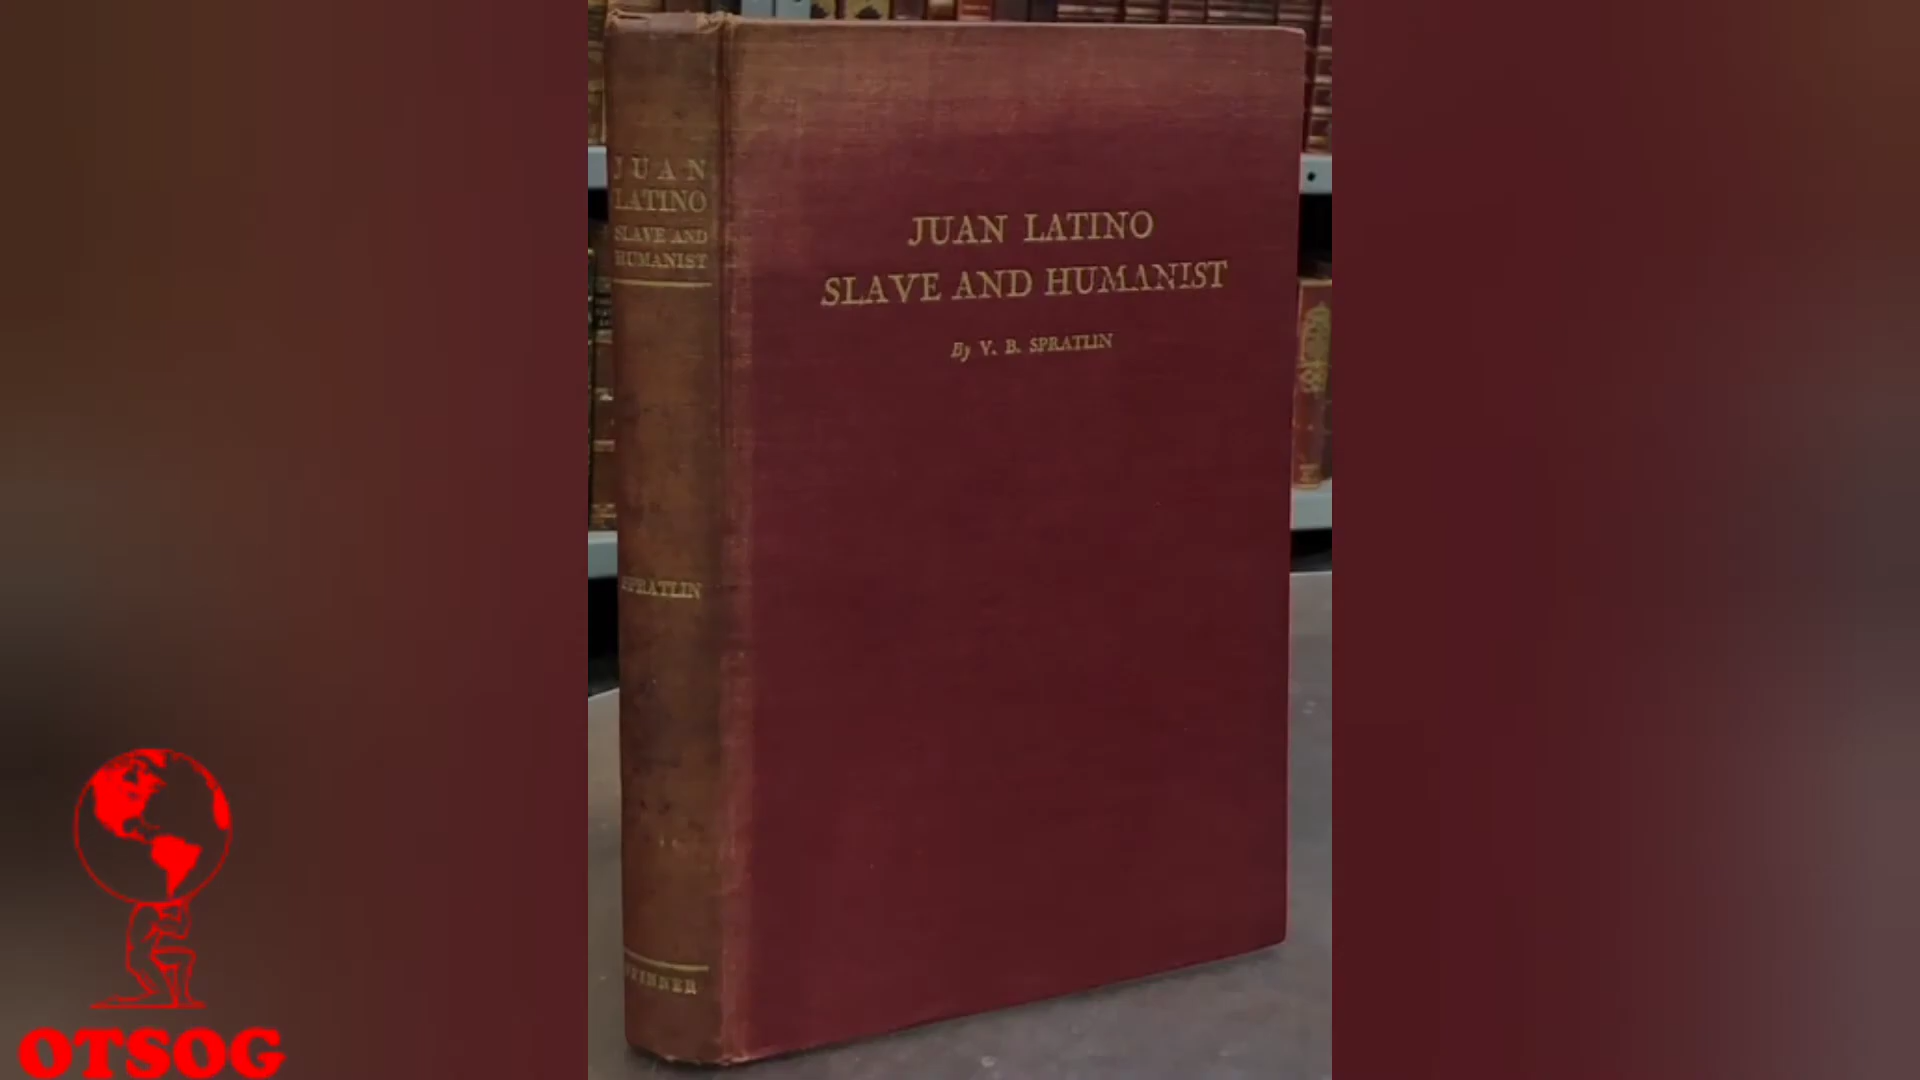 JUAN
LATINO
SLAVE AND
HUMANIST
SPRATLIN
JUAN LATINO
SLAVE AND HUMANIST
By V. B. SPRATLIN
OTSOG